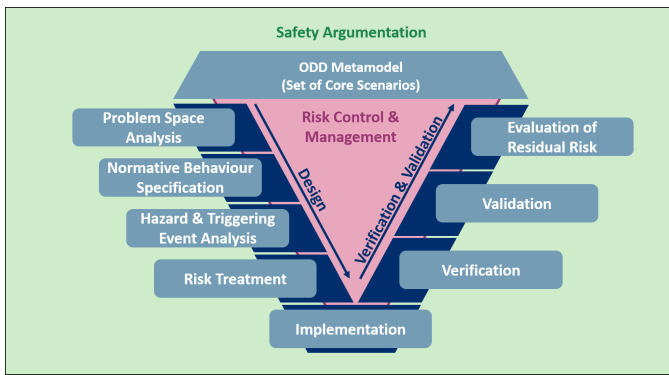 Safety Argumentation
ODD Metamodel
(Set of Core Scenarios)
Risk Control &
Management
Problem Space
Analysis
Normative Behaviour
Specification
Hazard & Triggering
Event Analysis
Risk Treatment
Design
Verification & Validation
Evaluation of
Residual Risk
Validation
Verification
Implementation